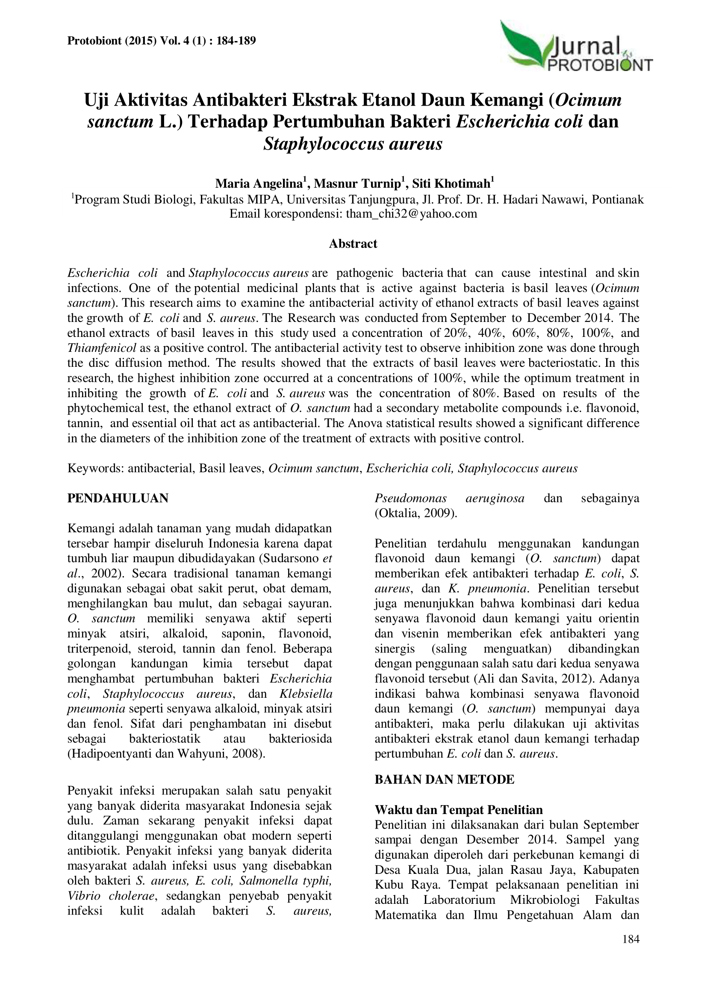 Protobiont (2015) Vol. 4 (1) : 184-189
Jurnal
PROTOBIONT
Uji Aktivitas Antibakteri Ekstrak Etanol Daun Kemangi (Ocimum
sanctum L.) Terhadap Pertumbuhan Bakteri Escherichia coli dan
Staphylococcus aureus
Maria Angelina1, Masnur Turnip1, Siti Khotimah1
1Program Studi Biologi, Fakultas MIPA, Universitas Tanjungpura, Jl. Prof. Dr. H. Hadari Nawawi, Pontianak
Email korespondensi: tham_chi32@yahoo.com
Abstract
Escherichia coli and Staphylococcus aureus are pathogenic bacteria that can cause intestinal and skin
infections. One of the potential medicinal plants that is active against bacteria is basil leaves (Ocimum
sanctum). This research aims to examine the antibacterial activity of ethanol extracts of basil leaves against
the growth of E. coli and S. aureus. The Research was conducted from September to December 2014. The
ethanol extracts of basil leaves in this study used a concentration of 20%, 40%, 60%, 80%, 100%, and
Thiamfenicol as a positive control. The antibacterial activity test to observe inhibition zone was done through
the disc diffusion method. The results showed that the extracts of basil leaves were bacteriostatic. In this
research, the highest inhibition zone occurred at a concentrations of 100%, while the optimum treatment in
inhibiting the growth of E. coli and S. aureus was the concentration of 80%. Based on results of the
phytochemical test, the ethanol extract of O. sanctum had a secondary metabolite compounds i.e. flavonoid,
tannin, and essential oil that act as antibacterial. The Anova statistical results showed a significant difference
in the diameters of the inhibition zone of the treatment of extracts with positive control.
Keywords: antibacterial, Basil leaves, Ocimum sanctum, Escherichia coli, Staphylococcus aureus
PENDAHULUAN
Kemangi adalah tanaman yang mudah didapatkan
tersebar hampir diseluruh Indonesia karena dapat
tumbuh liar maupun dibudidayakan (Sudarsono et
al., 2002). Secara tradisional tanaman kemangi
digunakan sebagai obat sakit perut, obat demam,
menghilangkan bau mulut, dan sebagai sayuran.
O. sanctum memiliki senyawa aktif seperti
minyak atsiri, alkaloid, saponin, flavonoid,
triterpenoid, steroid, tannin dan fenol. Beberapa
golongan kandungan kimia tersebut dapat
menghambat pertumbuhan bakteri Escherichia
coli, Staphylococcus aureus, dan Klebsiella
pneumonia seperti senyawa alkaloid, minyak atsiri
dan fenol. Sifat dari penghambatan ini disebut
sebagai bakteriostatik atau bakteriosida
(Hadipoentyanti dan Wahyuni, 2008).
Penyakit infeksi merupakan salah satu penyakit
yang banyak diderita masyarakat Indonesia sejak
dulu. Zaman sekarang penyakit infeksi dapat
ditanggulangi menggunakan obat modern seperti
antibiotik. Penyakit infeksi yang banyak diderita
masyarakat adalah infeksi usus yang disebabkan
oleh bakteri S. aureus, E. coli, Salmonella typhi,
Vibrio cholerae, sedangkan penyebab penyakit
infeksi kulit adalah bakteri S. aureus,
Pseudomonas aeruginosa dan sebagainya
(Oktalia, 2009).
Penelitian terdahulu menggunakan kandungan
flavonoid daun kemangi (O. sanctum) dapat
memberikan efek antibakteri terhadap E. coli, S.
aureus, dan K. pneumonia. Penelitian tersebut
juga menunjukkan bahwa kombinasi dari kedua
senyawa flavonoid daun kemangi yaitu orientin
dan visenin memberikan efek antibakteri yang
sinergis (saling menguatkan) dibandingkan
dengan penggunaan salah satu dari kedua senyawa
flavonoid tersebut (Ali dan Savita, 2012). Adanya
indikasi bahwa kombinasi senyawa flavonoid
daun kemangi (O. sanctum) mempunyai daya
antibakteri, maka perlu dilakukan uji aktivitas
antibakteri ekstrak etanol daun kemangi terhadap
pertumbuhan E. coli dan S. aureus.
BAHAN DAN METODE
Waktu dan Tempat Penelitian
Penelitian ini dilaksanakan dari bulan September
sampai dengan Desember 2014. Sampel yang
digunakan diperoleh dari perkebunan kemangi di
Desa Kuala Dua, jalan Rasau Jaya, Kabupaten
Kubu Raya. Tempat pelaksanaan penelitian ini
adalah Laboratorium Mikrobiologi Fakultas
Matematika dan Ilmu Pengetahuan Alam dan
184